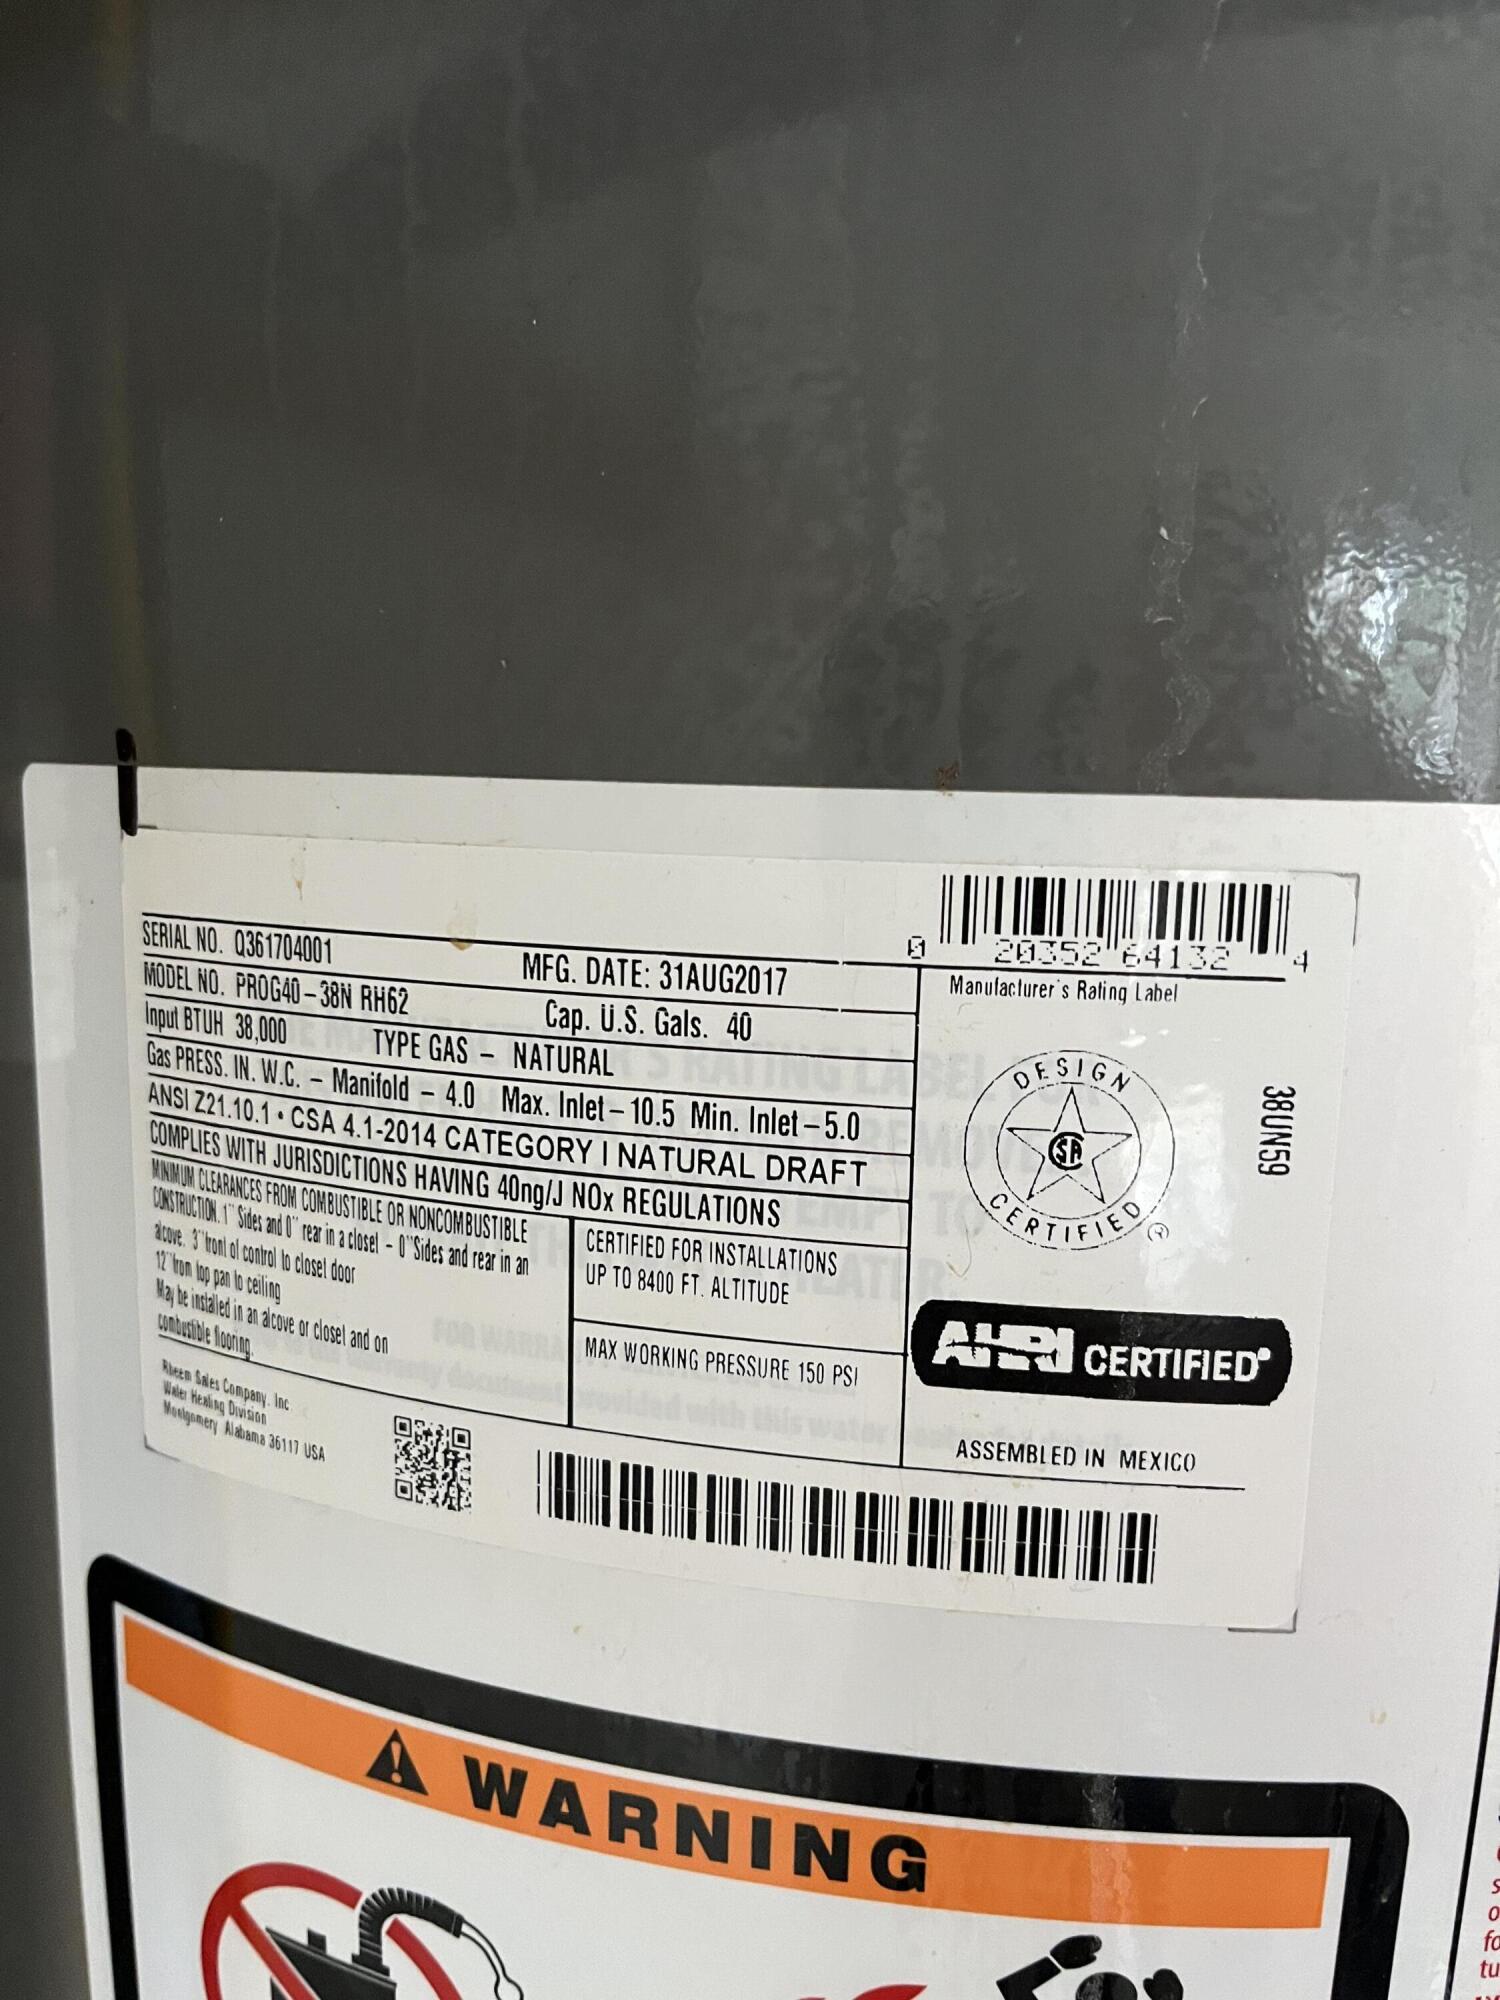 SERIAL NO. Q361704001
MFG. DATE: 31AUG2017
MODEL NO. PROG40-38N RH62
Cap. U.S. Gals. 40
Input BTUH 38,000
TYPE GAS - NATURAL
Gas PRESS. IN. W.C. - Manifold - 4.0 Max. Inlet-10.5 Min. Inlet-5.0
ANSI Z21.10.1 • CSA 4.1-2014 CATEGORY I NATURAL DRAFT
COMPLIES WITH JURISDICTIONS HAVING 40ng/J NOx REGULATIONS
MINIMUM CLEARANCES FROM COMBUSTIBLE OR NONCOMBUSTIBLE
CONSTRUCTION. 1" Sides and 0" rear in a closet - 0"Sides and rear in an
alcove. 3"front of control to closet door
12"from top pan to ceiling
May be installed in an alcove or closet and on
combustible flooring.
CERTIFIED FOR INSTALLATIONS
UP TO 8400 FT. ALTITUDE
MAX WORKING PRESSURE 150 PSI
Rheem Sales Company, Inc
Water Heating Division
Montgomery Alabama 36117 USA
0 20352 64132 4
Manufacturer's Rating Label
DESIGN
SA
CERTIFIED ®
38UN59
AHRI CERTIFIED®
ASSEMBLED IN MEXICO
WARNING